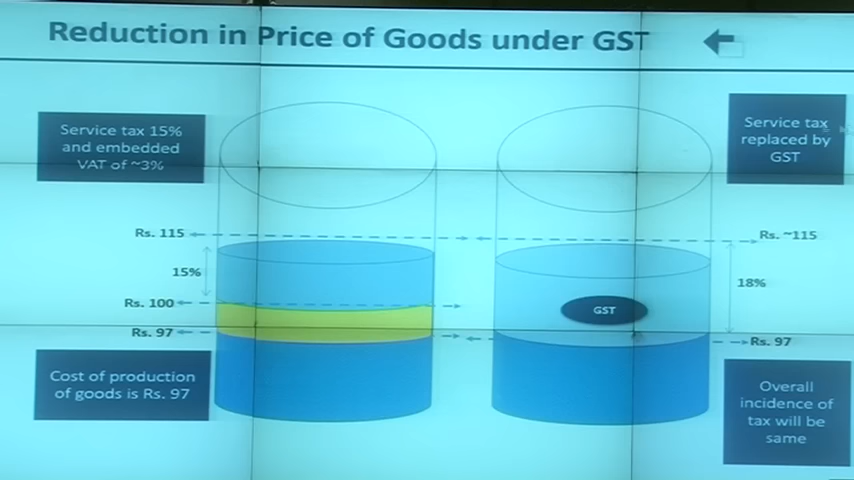 Reduction in Price of Goods under GST
Service tax 15%
and embedded
VAT of ~3%
Service tax
replaced by
GST
Rs. 115
Rs. ~115
15%
18%
Rs. 100
GST
Rs. 97
Rs. 97
Cost of production
of goods is Rs. 97
Overall
incidence of
tax will be
same